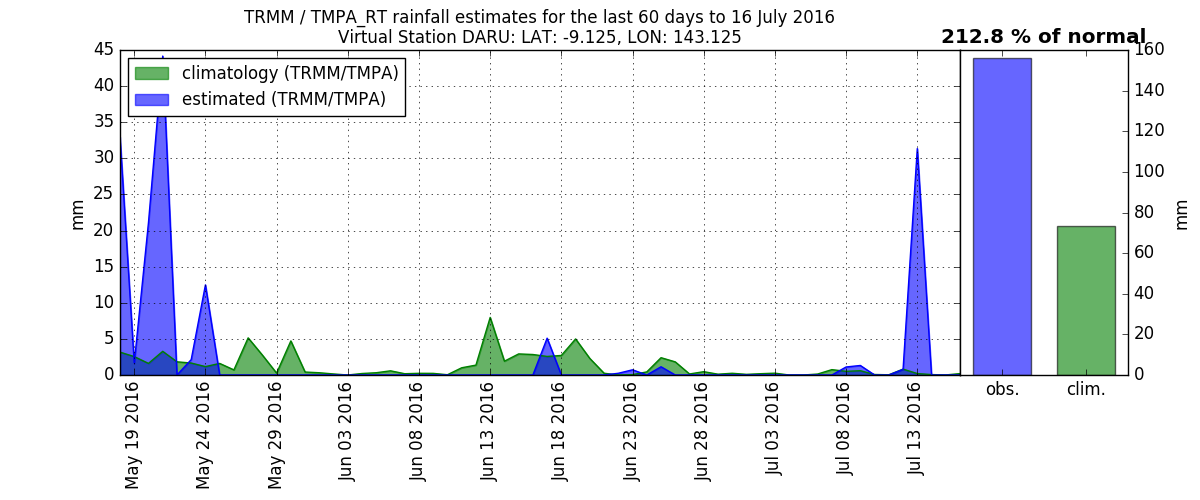 TRMM / TMPA_RT rainfall estimates for the last 60 days to 16 July 2016
Virtual Station DARU: LAT: -9.125, LON: 143.125
212.8 % of normal
climatology (TRMM/TMPA)
estimated (TRMM/TMPA)
45
40
35
30
25
20
15
10
5
0
mm
May 19 2016
May 24 2016
May 29 2016
Jun 03 2016
Jun 08 2016
Jun 13 2016
Jun 18 2016
Jun 23 2016
Jun 28 2016
Jul 03 2016
Jul 08 2016
Jul 13 2016
obs.
clim.
160
140
120
100
80
60
40
20
0
mm